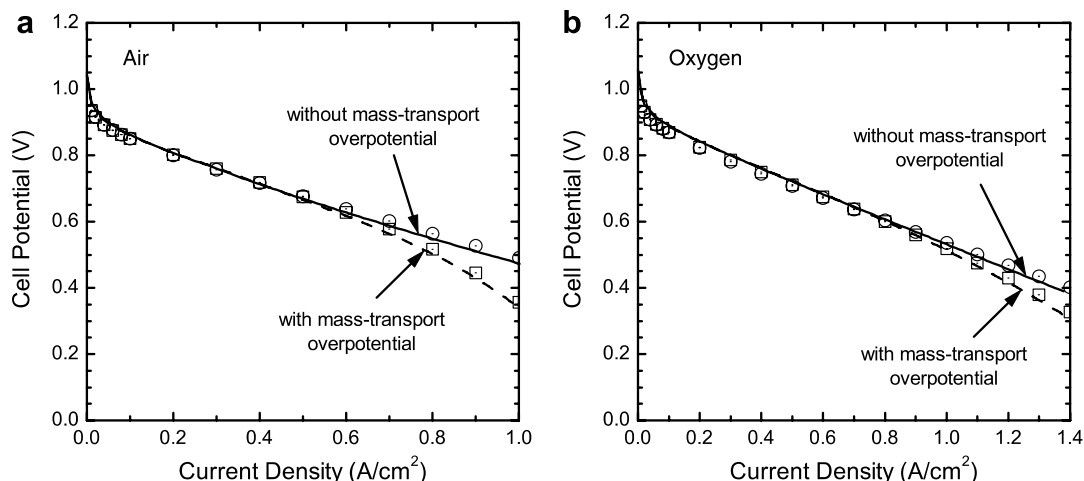 a
Air
without mass-transport
overpotential
with mass-transport
overpotential
Cell Potential (V)
1.2
1.0
0.8
0.6
0.4
0.2
0.0
0.0 0.2 0.4 0.6 0.8 1.0
Current Density (A/cm²)
b
Oxygen
without mass-transport
overpotential
with mass-transport
overpotential
Cell Potential (V)
1.2
1.0
0.8
0.6
0.4
0.2
0.0
0.0 0.2 0.4 0.6 0.8 1.0 1.2 1.4
Current Density (A/cm²)